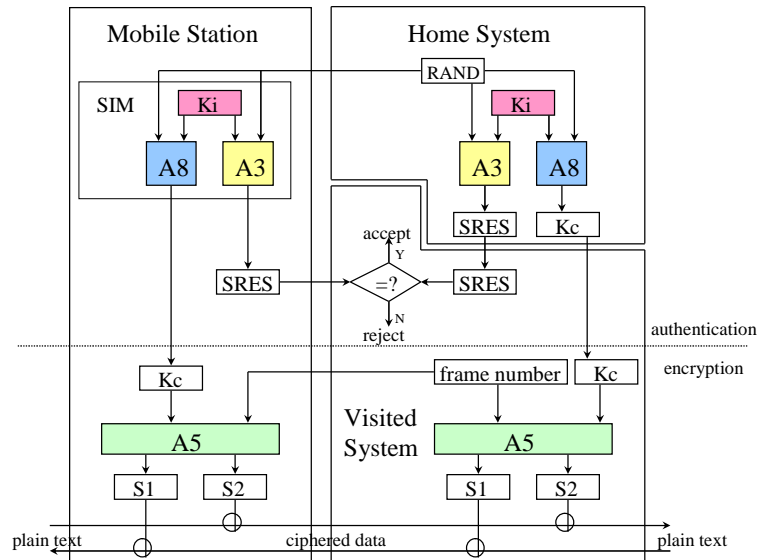 Mobile Station
Home System
RAND
SIM
Ki
Ki
A8
A3
A3
A8
SRES
Kc
accept
Y
SRES
=?
SRES
N
reject
authentication
encryption
Kc
frame number
Kc
Visited
System
A5
A5
S1
S2
S1
S2
plain text
ciphered data
plain text